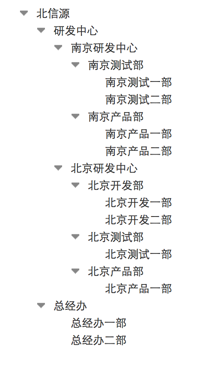 北信源
研发中心
南京研发中心
南京测试部
南京测试一部
南京测试二部
南京产品部
南京产品一部
南京产品二部
北京研发中心
北京开发部
北京开发一部
北京开发二部
北京测试部
北京测试一部
北京产品部
北京产品一部
总经办
总经办一部
总经办二部